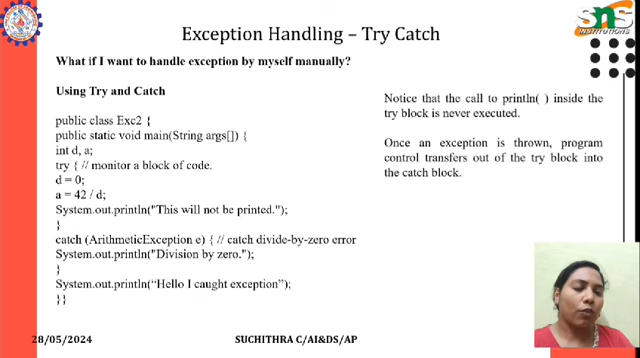 Exception Handling – Try Catch
sns
INSTITUTIONS
What if I want to handle exception by myself manually?
Using Try and Catch
public class Exc2 {
public static void main(String args[]) {
int d, a;
try { // monitor a block of code.
d = 0;
a = 42 / d;
System.out.println("This will not be printed.");
}
catch (ArithmeticException e) { // catch divide-by-zero error
System.out.println("Division by zero.");
}
System.out.println(“Hello I caught exception”);
}}
Notice that the call to println( ) inside the
try block is never executed.
Once an exception is thrown, program
control transfers out of the try block into
the catch block.
28/05/2024
SUCHITHRA C/AI&DS/AP